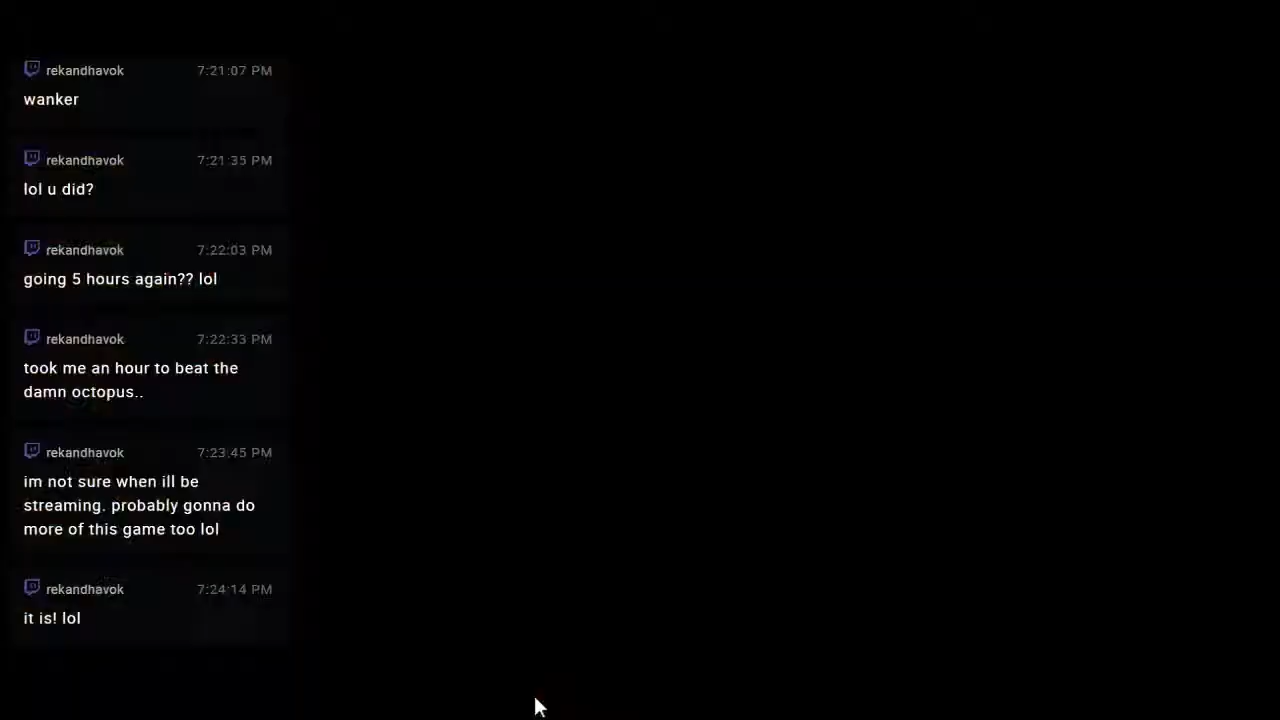 rekandhavok 7:21:07 PM
wanker
rekandhavok 7:21:35 PM
lol u did?
rekandhavok 7:22:03 PM
going 5 hours again?? lol
rekandhavok 7:22:33 PM
took me an hour to beat the
damn octopus..
rekandhavok 7:23:45 PM
im not sure when ill be
streaming. probably gonna do
more of this game too lol
rekandhavok 7:24:14 PM
it is! lol